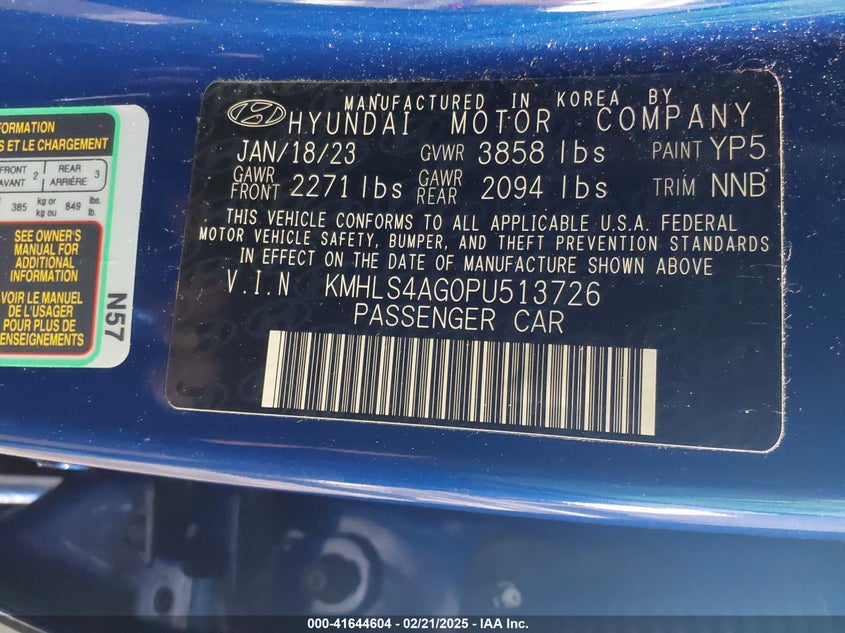 FORMATION
S ET LE CHARGEMENT
FRONT
AVANT 2
REAR
ARRIÈRE 3
385 kg or
kg ou 849 lbs.
lb.
SEE OWNER'S
MANUAL FOR
ADDITIONAL
INFORMATION
VOIR LE MANUEL
DE L'USAGER
POUR PLUS DE
RENSEIGNEMENTS
N57
MANUFACTURED IN KOREA BY
HYUNDAI MOTOR COMPANY
JAN/18/23 GVWR 3858 lbs PAINT YP5
GAWR FRONT 2271 lbs GAWR REAR 2094 lbs TRIM NNB
THIS VEHICLE CONFORMS TO ALL APPLICABLE U.S.A. FEDERAL
MOTOR VEHICLE SAFETY, BUMPER, AND THEFT PREVENTION STANDARDS
IN EFFECT ON THE DATE OF MANUFACTURE SHOWN ABOVE
V.I.N KMHLS4AG0PU513726
PASSENGER CAR
000-41644604 - 02/21/2025 - IAA Inc.